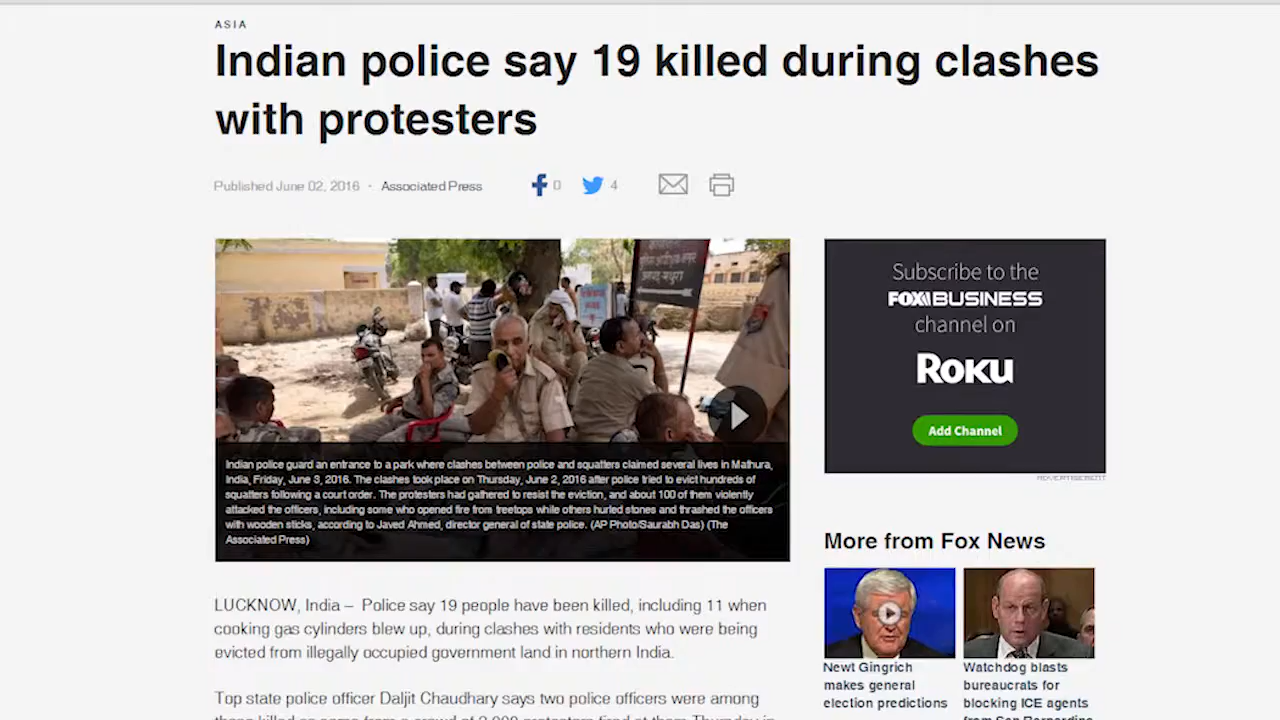 ASIA
Indian police say 19 killed during clashes
with protesters
Published June 02, 2016 · Associated Press
0
4
Subscribe to the
FOX BUSINESS
channel on
ROKU
Add Channel
ADVERTISEMENT
Indian police guard an entrance to a park where clashes between police and squatters claimed several lives in Mathura,
India, Friday, June 3, 2016. The clashes took place on Thursday, June 2, 2016 after police tried to evict hundreds of
squatters following a court order. The protesters had gathered to resist the eviction, and about 100 of them violently
attacked the officers, including some who opened fire from treetops while others hurled stones and thrashed the officers
with wooden sticks, according to Javed Ahmed, director general of state police. (AP Photo/Saurabh Das) (The
Associated Press)
LUCKNOW, India – Police say 19 people have been killed, including 11 when
cooking gas cylinders blew up, during clashes with residents who were being
evicted from illegally occupied government land in northern India.
Top state police officer Daljit Chaudhary says two police officers were among
More from Fox News
Newt Gingrich
makes general
election predictions
Watchdog blasts
bureaucrats for
blocking ICE agents
from San Bernardino